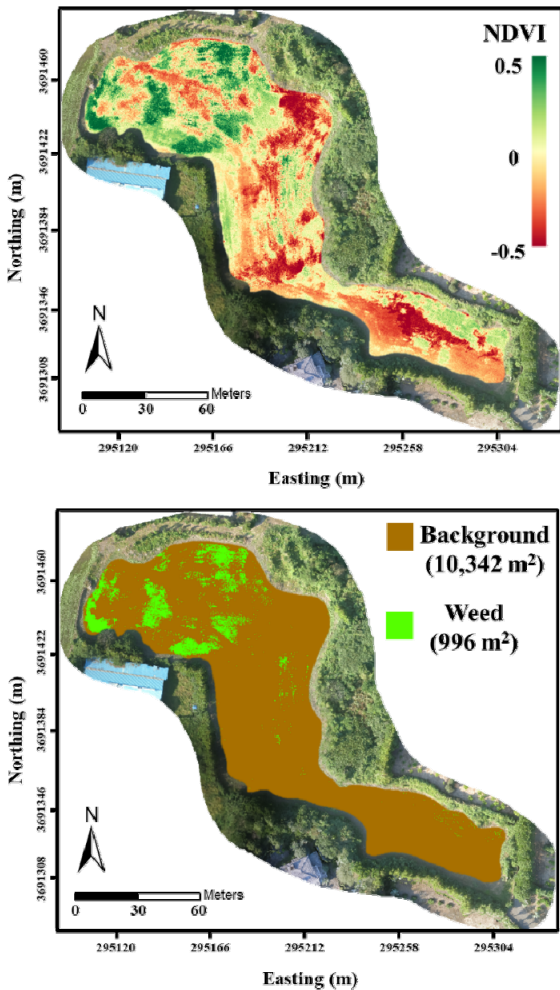 NDVI
0.5
0
-0.5
3691460
3691422
3691384
3691346
3691308
Northing (m)
N
Meters
0 30 60
295120 295166 295212 295258 295304
Easting (m)
Background
(10,342 m²)
Weed
(996 m²)
3691460
3691422
3691384
3691346
3691308
Northing (m)
N
Meters
0 30 60
295120 295166 295212 295258 295304
Easting (m)